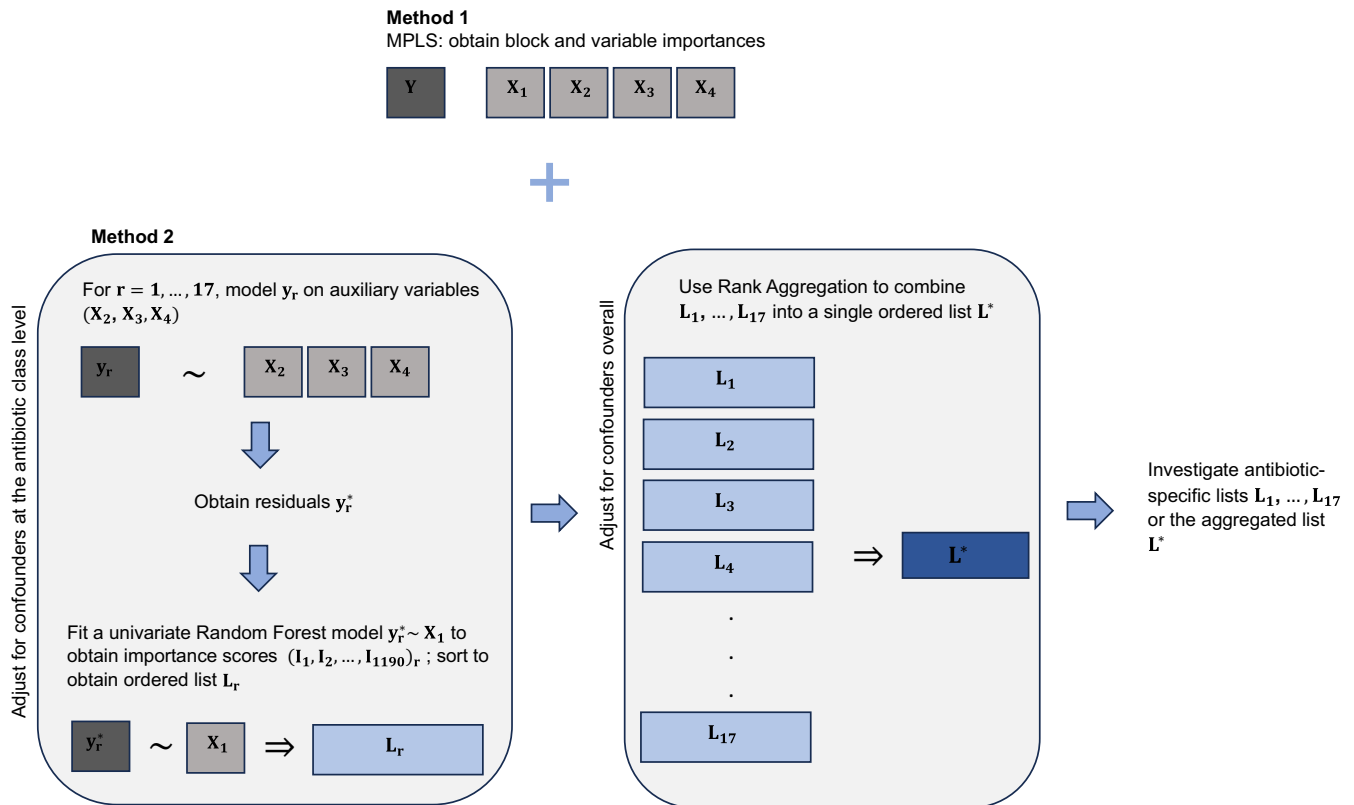 Method 1
MPLS: obtain block and variable importances
Y X₁ X₂ X₃ X₄
+
Method 2
Adjust for confounders at the antibiotic class level
For r = 1, ... , 17, model yᵣ on auxiliary variables
(X₂, X₃, X₄)
yᵣ ~ X₂ X₃ X₄
Obtain residuals yᵣ*
Fit a univariate Random Forest model yᵣ* ~ X₁ to
obtain importance scores (I₁, I₂, ... , I₁₁₉₀)ᵣ ; sort to
obtain ordered list Lᵣ
yᵣ* ~ X₁ ⇒ Lᵣ
Adjust for confounders overall
Use Rank Aggregation to combine
L₁, ... , L₁₇ into a single ordered list L*
L₁
L₂
L₃
L₄
⇒ L*
.
.
.
L₁₇
Investigate antibiotic-
specific lists L₁, ... , L₁₇
or the aggregated list
L*